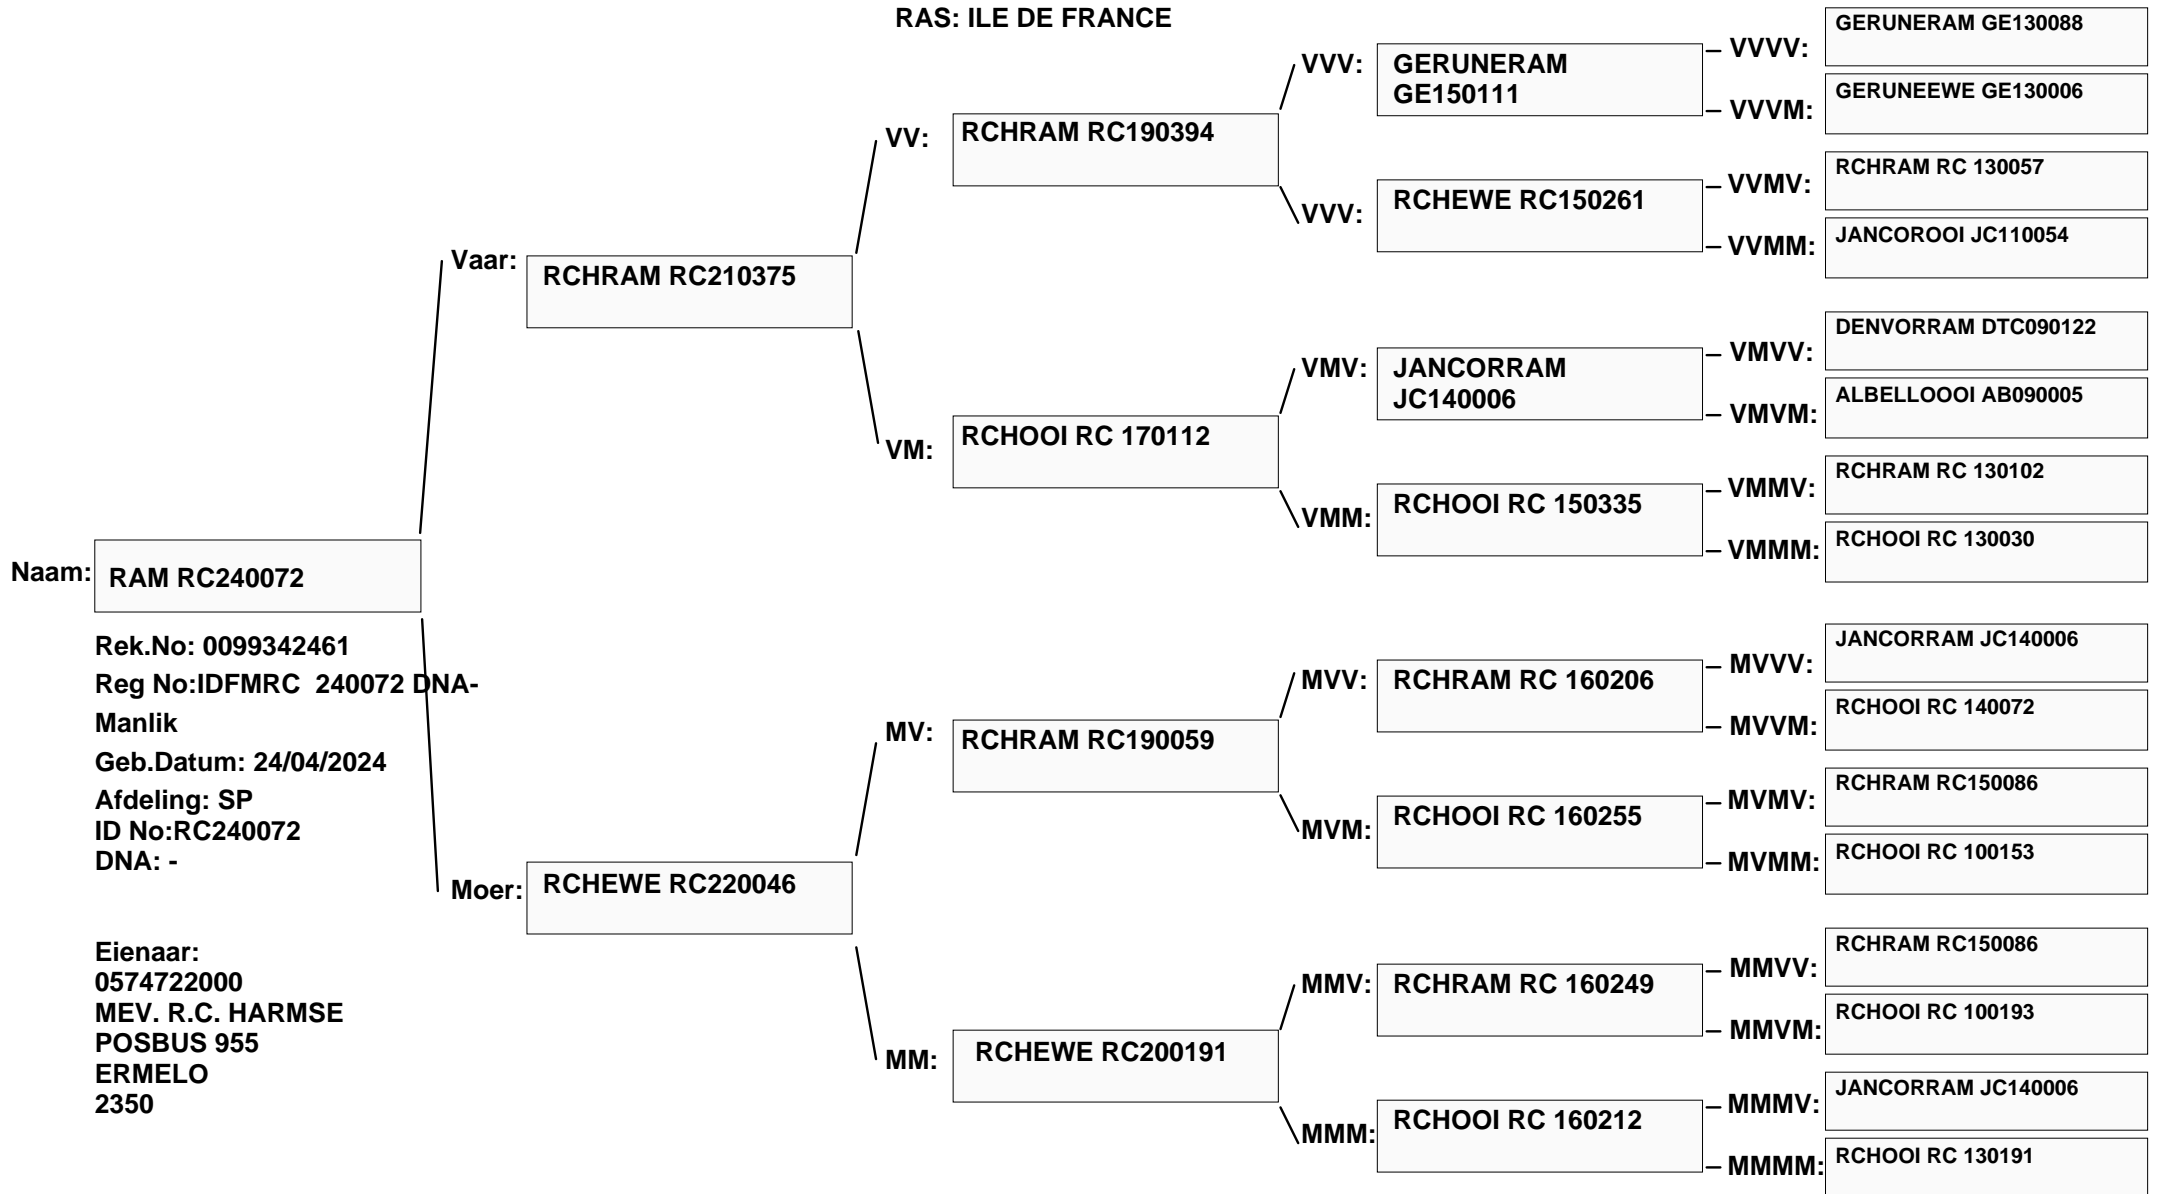 RAS: ILE DE FRANCE
Naam:
RAM RC240072
Rek.No: 0099342461
Reg No:IDFMRC  240072 DNA-
Manlik
Geb.Datum: 24/04/2024
Afdeling: SP
ID No:RC240072
DNA: -
Eienaar:
0574722000
MEV. R.C. HARMSE
POSBUS 955
ERMELO
2350
Vaar:
RCHRAM RC210375
Moer:
RCHEWE RC220046
VV:
RCHRAM RC190394
VM:
RCHOOI RC 170112
MV:
RCHRAM RC190059
MM:
RCHEWE RC200191
VVV:
GERUNERAM
GE150111
VVV:
RCHEWE RC150261
VMV:
JANCORRAM
JC140006
VMM:
RCHOOI RC 150335
MVV:
RCHRAM RC 160206
MVM:
RCHOOI RC 160255
MMV:
RCHRAM RC 160249
MMM:
RCHOOI RC 160212
VVVV:
GERUNERAM GE130088
VVVM:
GERUNEEWE GE130006
VVMV:
RCHRAM RC 130057
VVMM:
JANCOROOI JC110054
VMVV:
DENVORRAM DTC090122
VMVM:
ALBELLOOOI AB090005
VMMV:
RCHRAM RC 130102
VMMM:
RCHOOI RC 130030
MVVV:
JANCORRAM JC140006
MVVM:
RCHOOI RC 140072
MVMV:
RCHRAM RC150086
MVMM:
RCHOOI RC 100153
MMVV:
RCHRAM RC150086
MMVM:
RCHOOI RC 100193
MMMV:
JANCORRAM JC140006
MMMM:
RCHOOI RC 130191